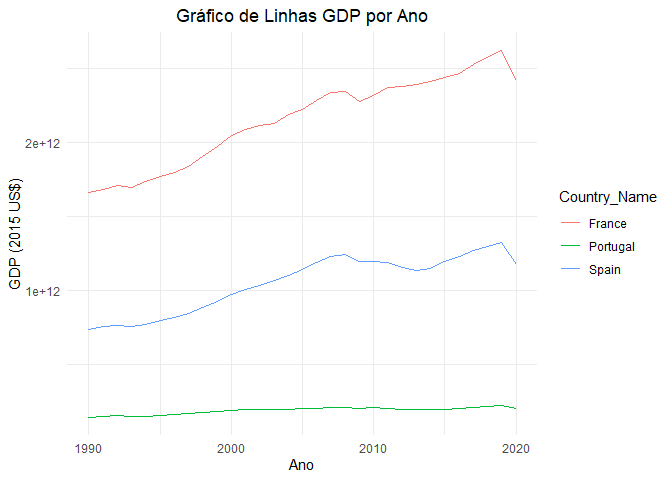 Gráfico de Linhas GDP por Ano
GDP (2015 US$)
2e+12
1e+12
1990
2000
2010
2020
Ano
Country_Name
France
Portugal
Spain